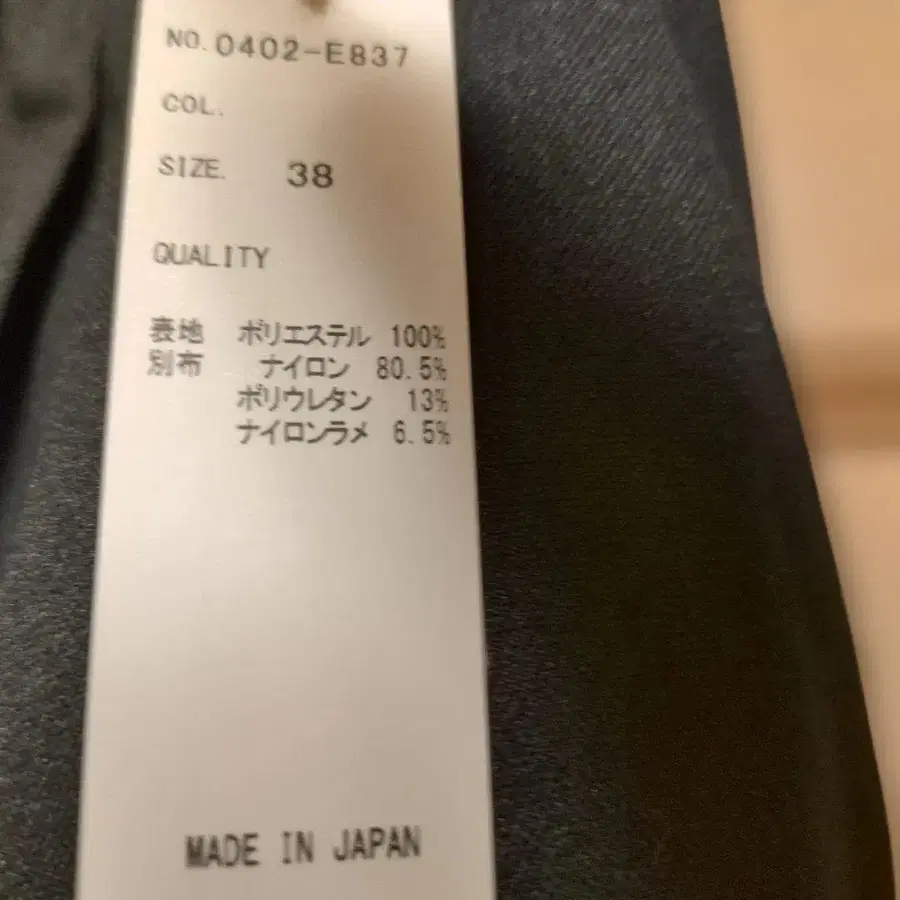 NO. 0402-E837
COL.
SIZE. 38
QUALITY
表地 ポリエステル 100%
別布 ナイロン 80.5%
ポリウレタン 13%
ナイロンラメ 6.5%
MADE IN JAPAN